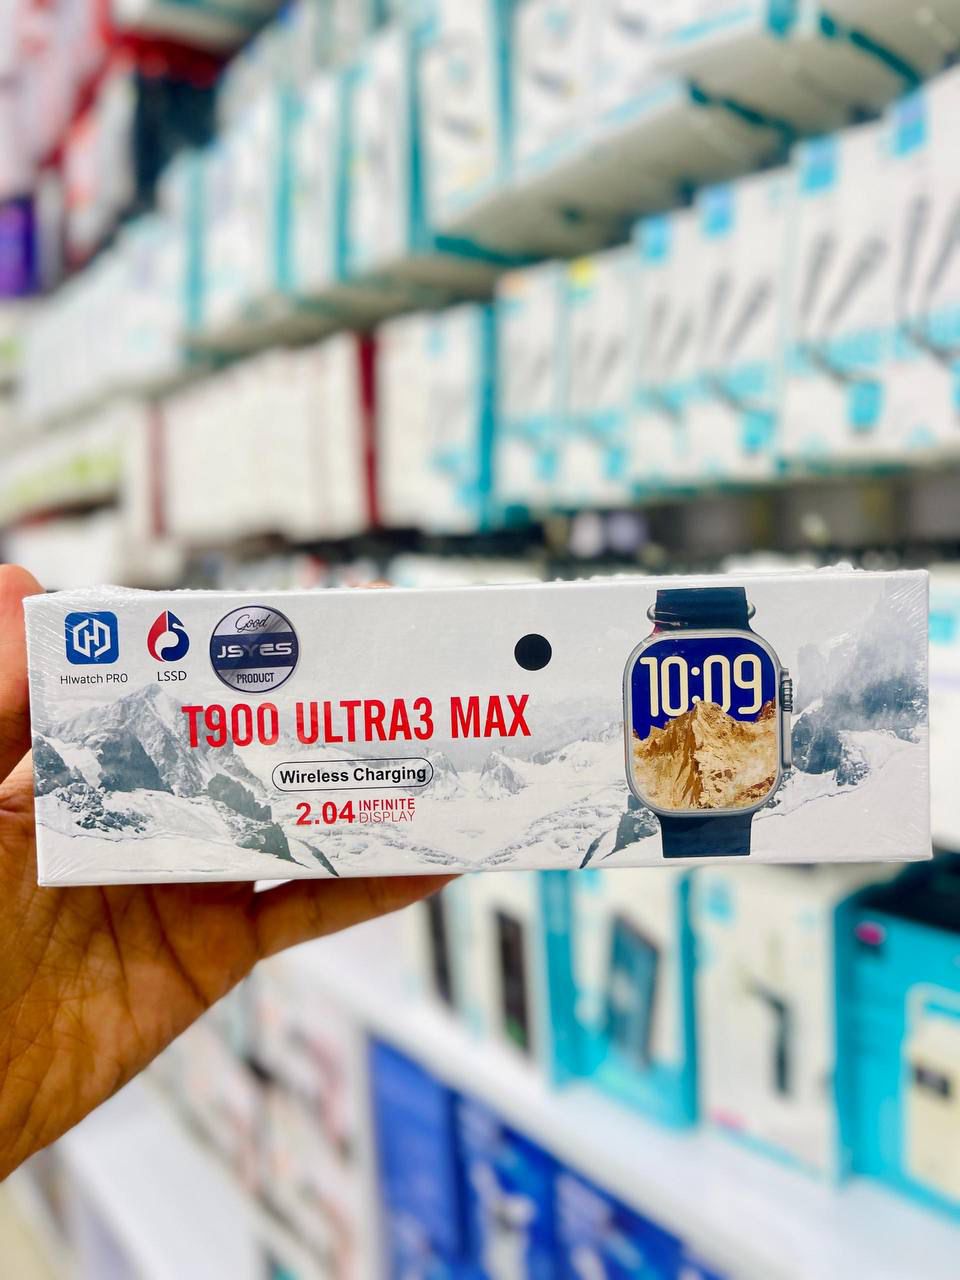 HIwatch PRO
LSSD
Good
JSYES
PRODUCT
T900 ULTRA3 MAX
Wireless Charging
2.04 INFINITE
DISPLAY
10:09